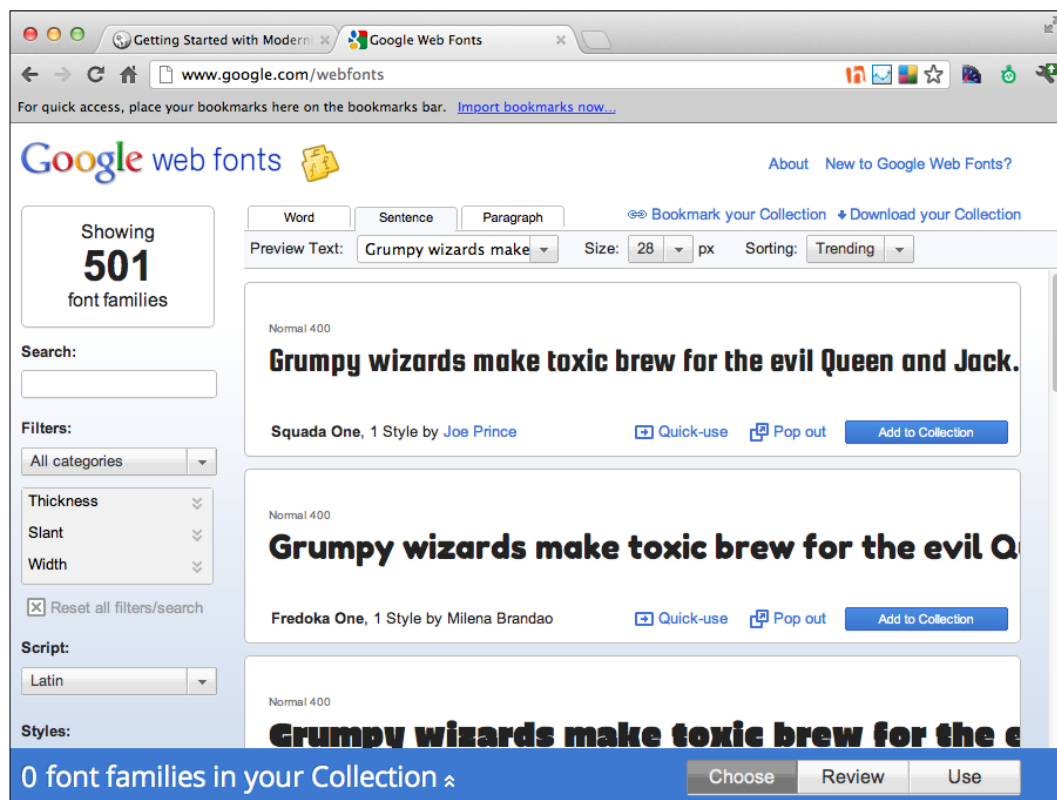 Getting Started with Moderni
Google Web Fonts
www.google.com/webfonts
For quick access, place your bookmarks here on the bookmarks bar. Import bookmarks now...
Google web fonts
About New to Google Web Fonts?
Showing
501
font families
Word Sentence Paragraph
Bookmark your Collection Download your Collection
Preview Text: Grumpy wizards make Size: 28 px Sorting: Trending
Search:
Filters:
All categories
Thickness
Slant
Width
Reset all filters/search
Script:
Latin
Styles:
Normal 400
Grumpy wizards make toxic brew for the evil Queen and Jack.
Squada One, 1 Style by Joe Prince Quick-use Pop out Add to Collection
Normal 400
Grumpy wizards make toxic brew for the evil Q
Fredoka One, 1 Style by Milena Brandao Quick-use Pop out Add to Collection
Normal 400
Grumpy wizards make toxic brew for the e
0 font families in your Collection Choose Review Use